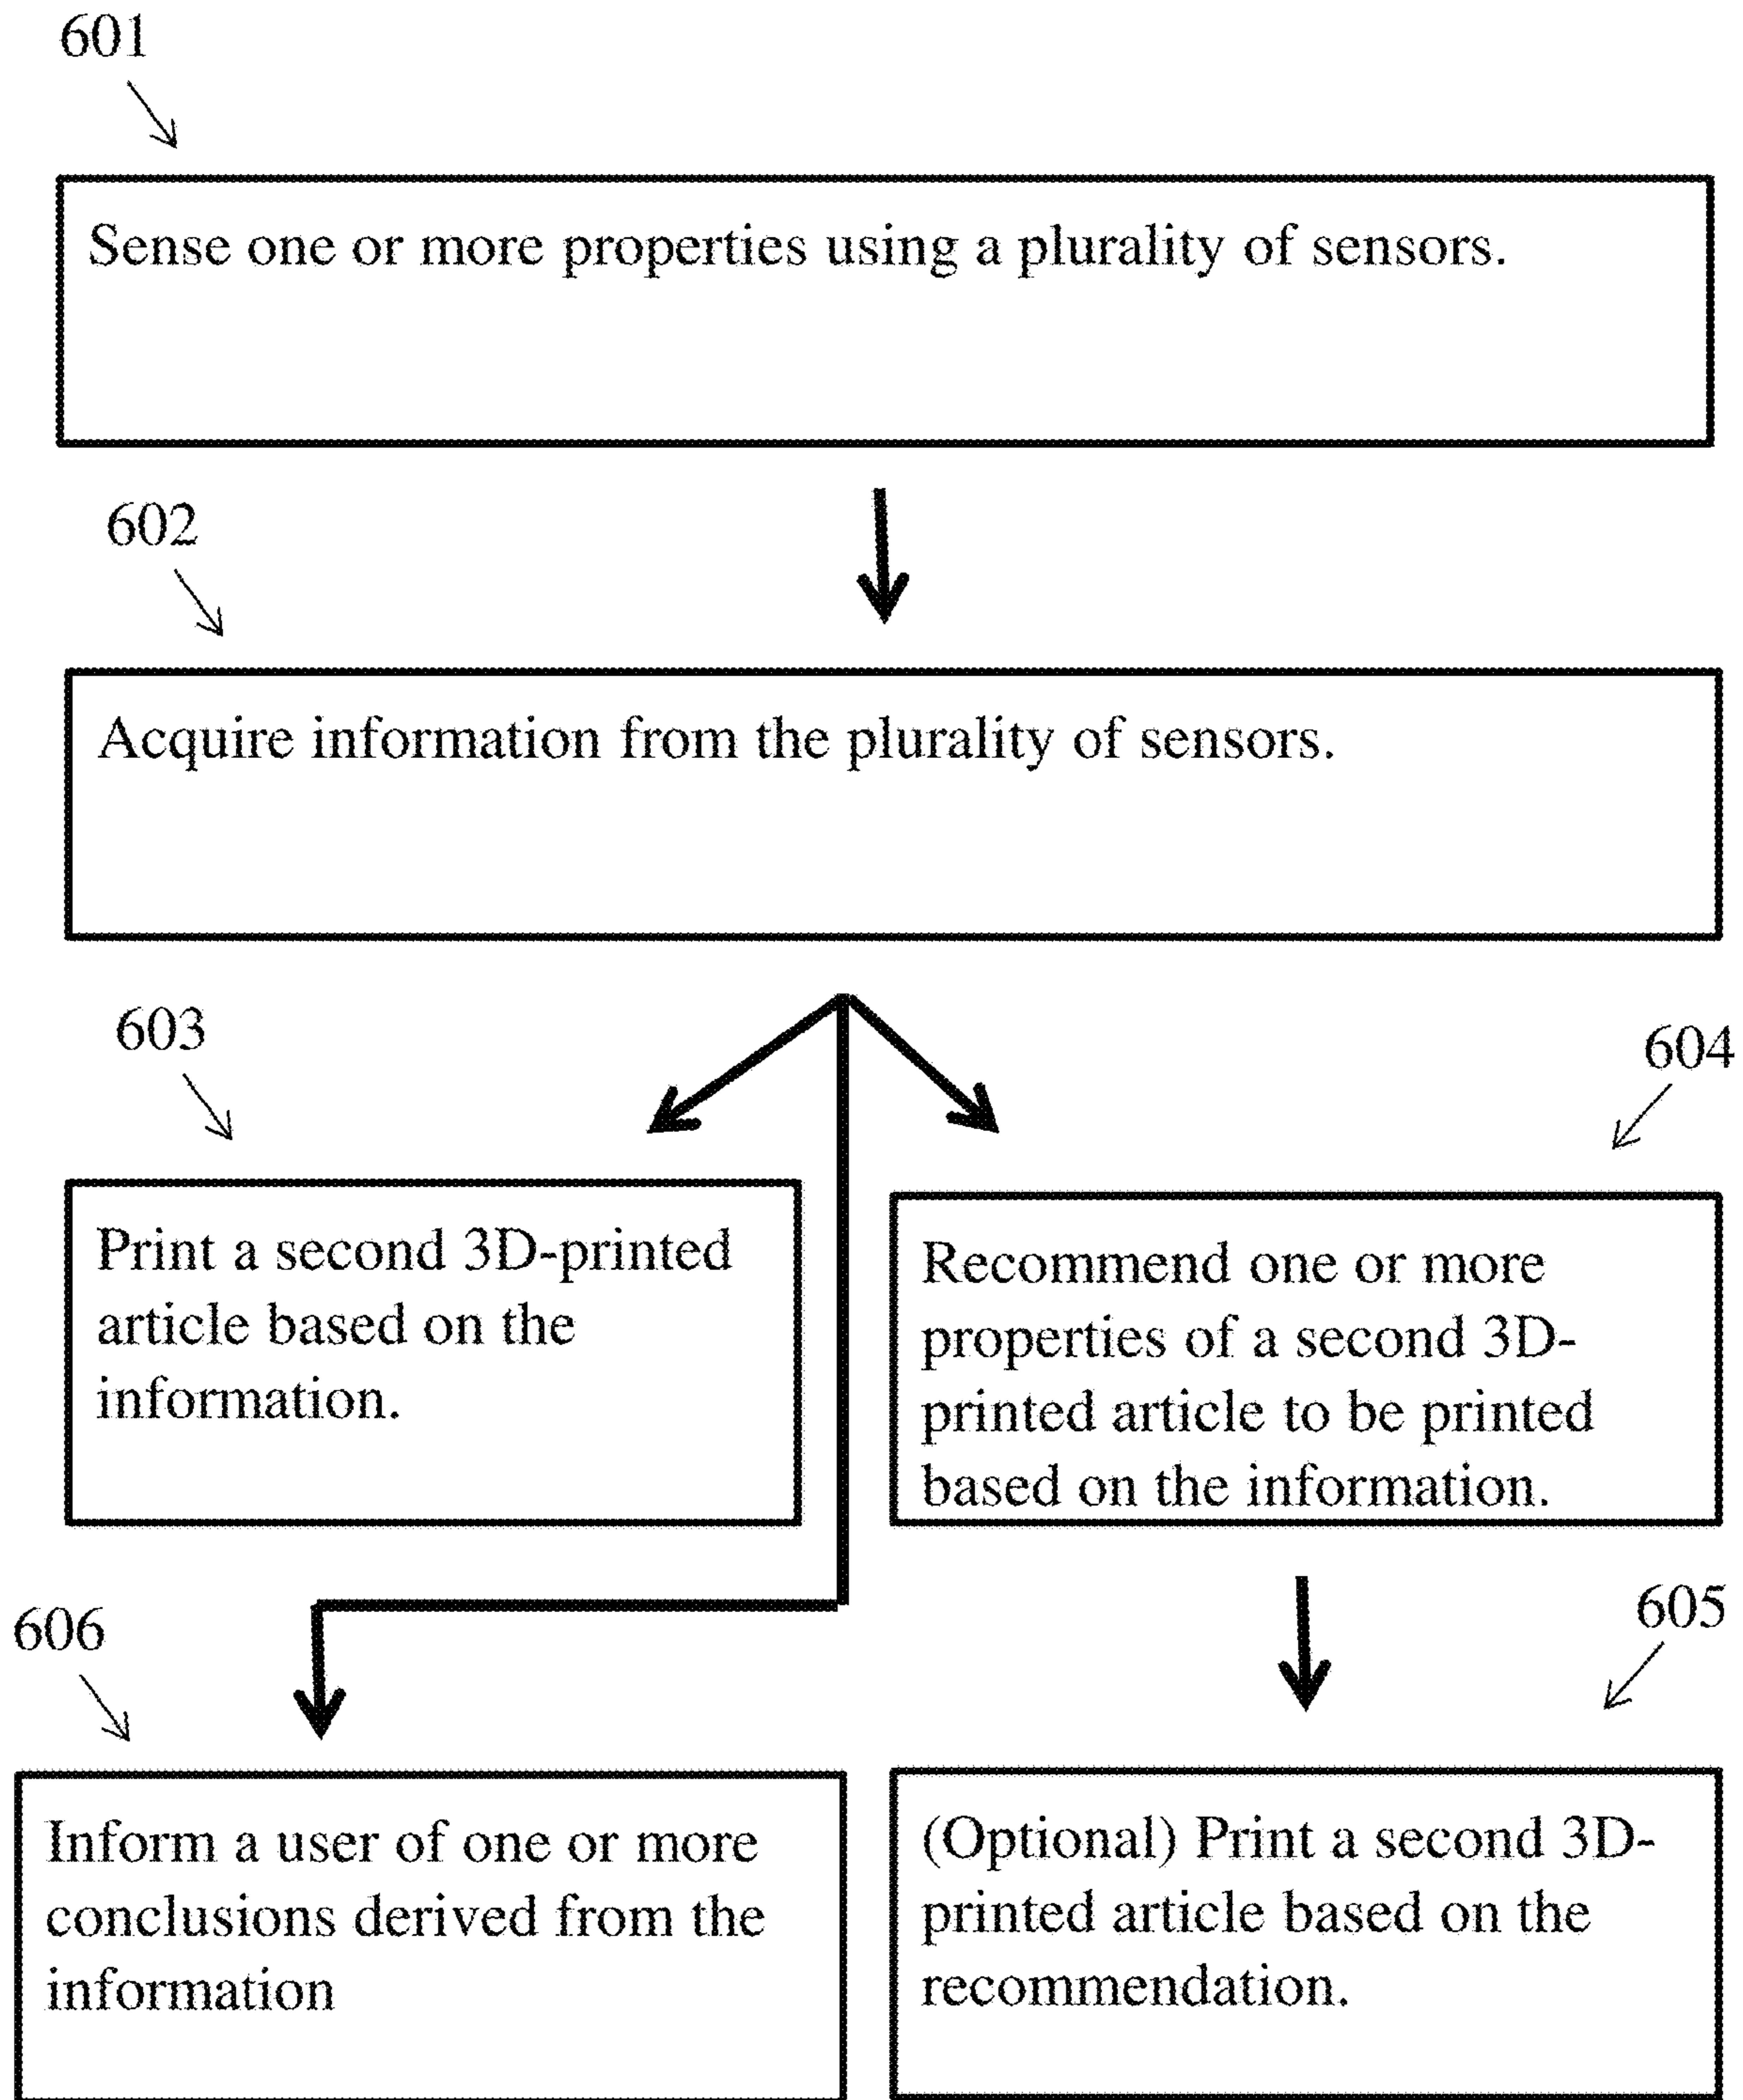 601
Sense one or more properties using a plurality of sensors.
602
Acquire information from the plurality of sensors.
603
604
Print a second 3D-printed
article based on the
information.
Recommend one or more
properties of a second 3D-
printed article to be printed
based on the information.
606
605
Inform a user of one or more
conclusions derived from the
information
(Optional) Print a second 3D-
printed article based on the
recommendation.